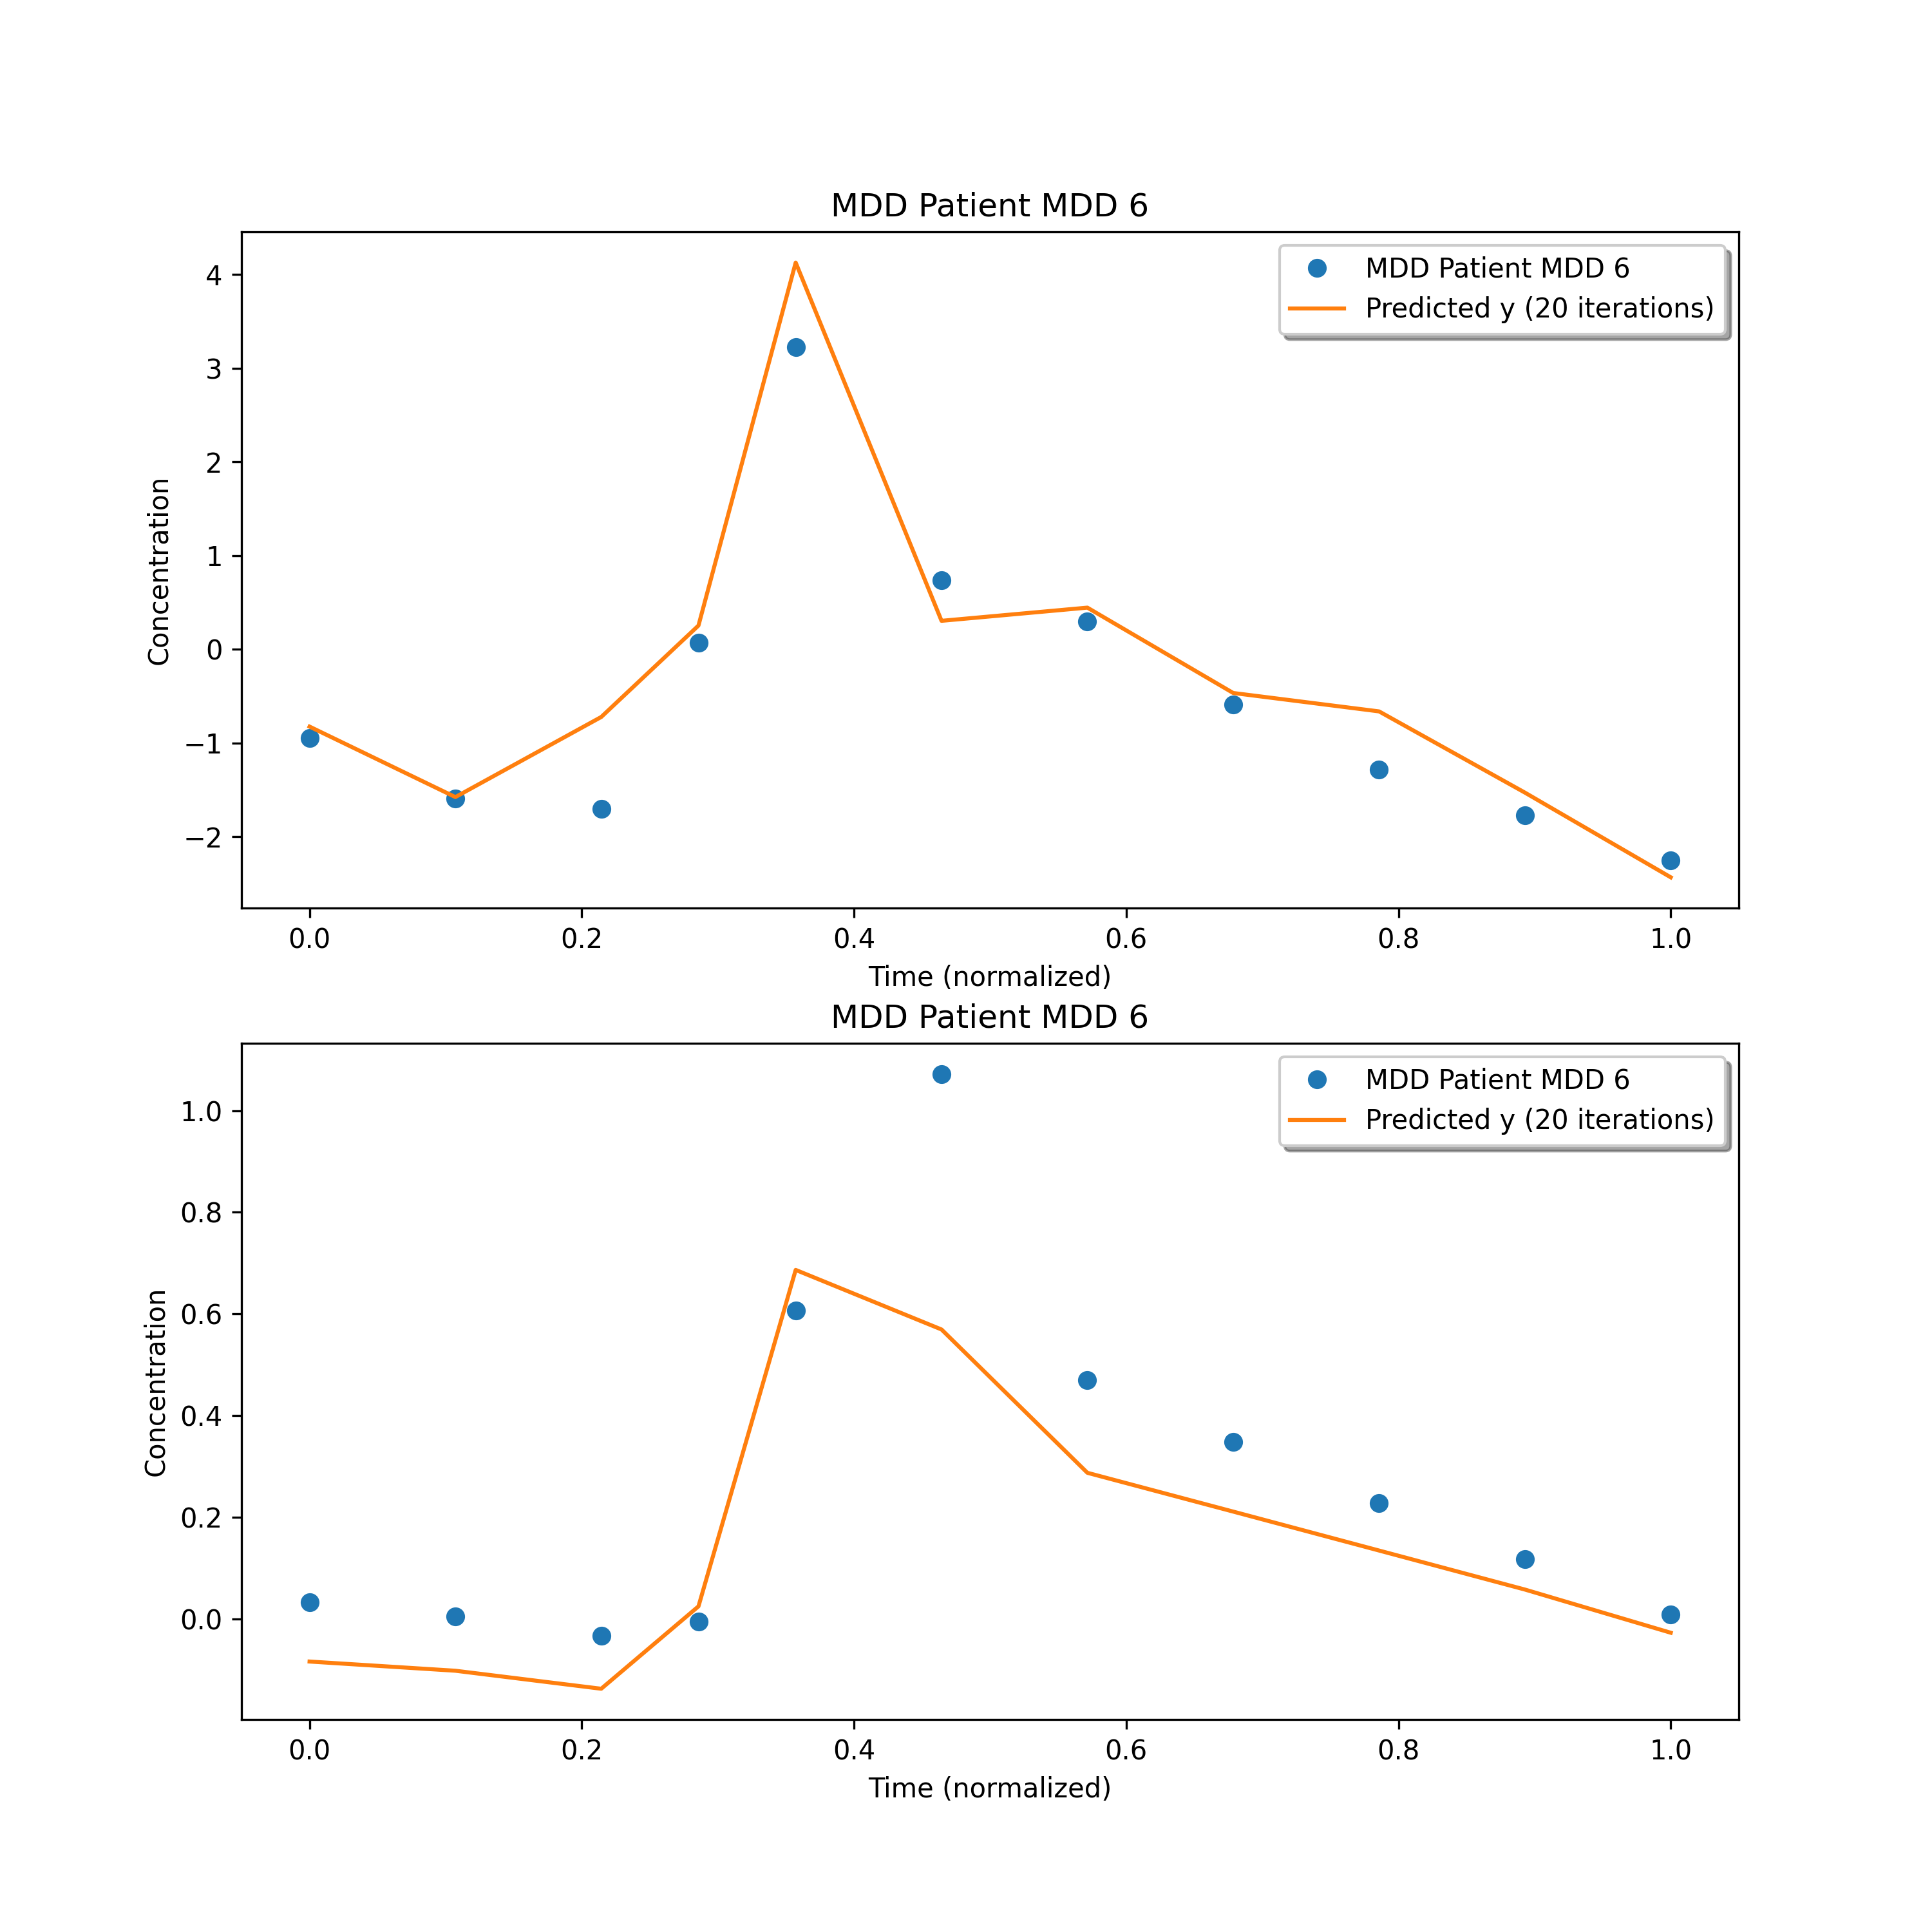 MDD Patient MDD 6
MDD Patient MDD 6
Predicted y (20 iterations)
4
3
2
1
0
−1
−2
Concentration
0.0 0.2 0.4 0.6 0.8 1.0
Time (normalized)
MDD Patient MDD 6
MDD Patient MDD 6
Predicted y (20 iterations)
1.0
0.8
0.6
0.4
0.2
0.0
Concentration
0.0 0.2 0.4 0.6 0.8 1.0
Time (normalized)